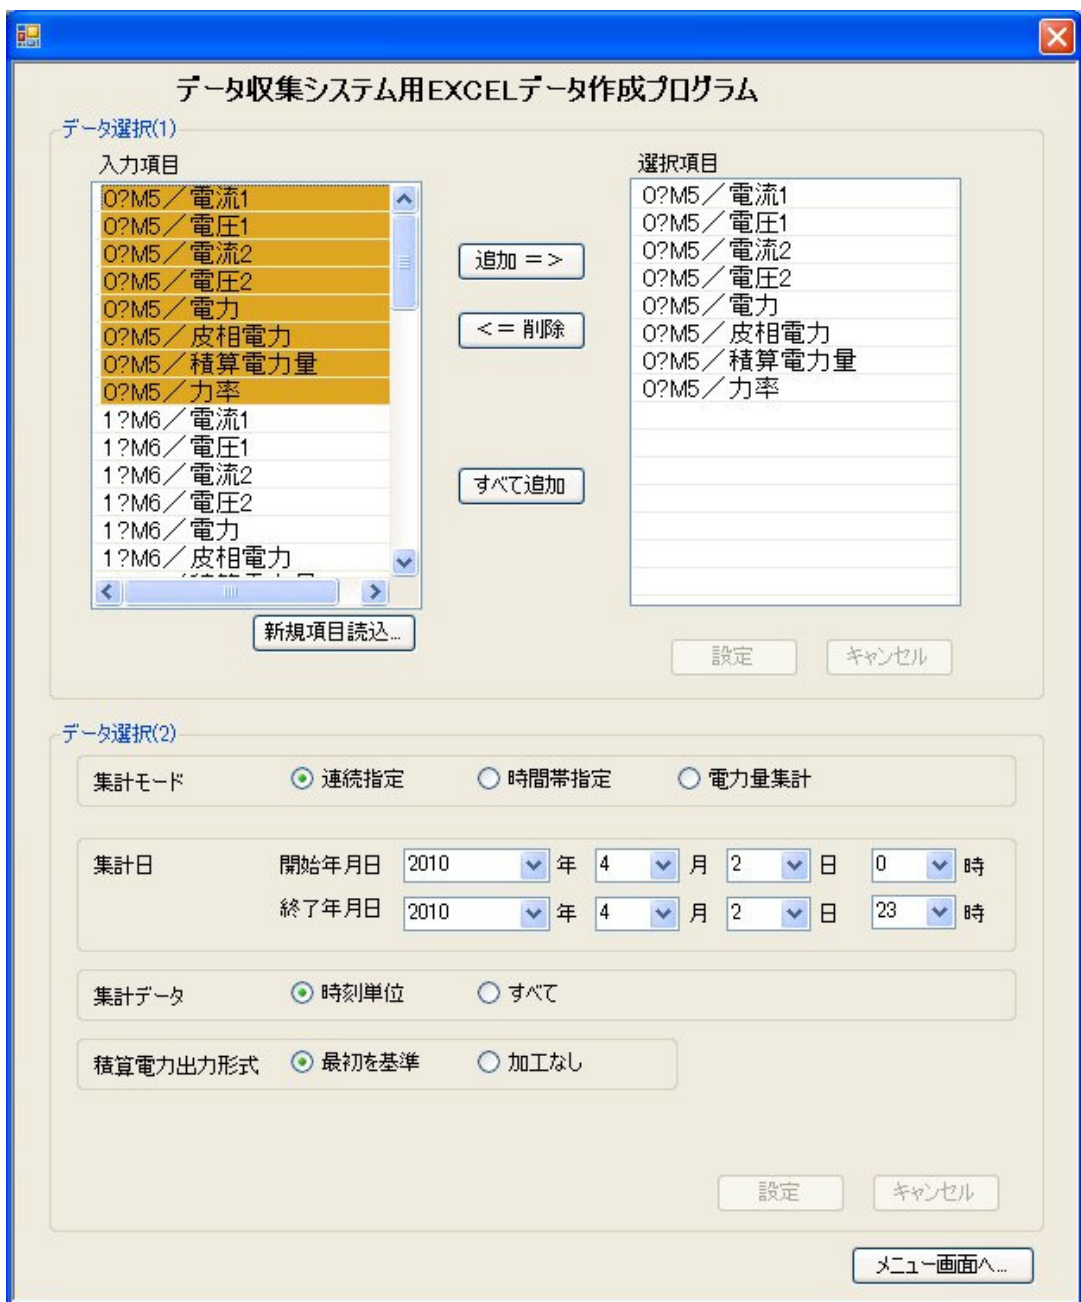 データ収集システム用EXCELデータ作成プログラム
データ選択(1)
入力項目
0?M5／電流1
0?M5／電圧1
0?M5／電流2
0?M5／電圧2
0?M5／電力
0?M5／皮相電力
0?M5／積算電力量
0?M5／力率
1?M6／電流1
1?M6／電圧1
1?M6／電流2
1?M6／電圧2
1?M6／電力
1?M6／皮相電力
新規項目読込...
追加 =>
<= 削除
すべて追加
選択項目
0?M5／電流1
0?M5／電圧1
0?M5／電流2
0?M5／電圧2
0?M5／電力
0?M5／皮相電力
0?M5／積算電力量
0?M5／力率
設定 キャンセル
データ選択(2)
集計モード 連続指定 時間帯指定 電力量集計
集計日 開始年月日 2010 年 4 月 2 日 0 時
終了年月日 2010 年 4 月 2 日 23 時
集計データ 時刻単位 すべて
積算電力出力形式 最初を基準 加工なし
設定 キャンセル
メニュー画面へ...